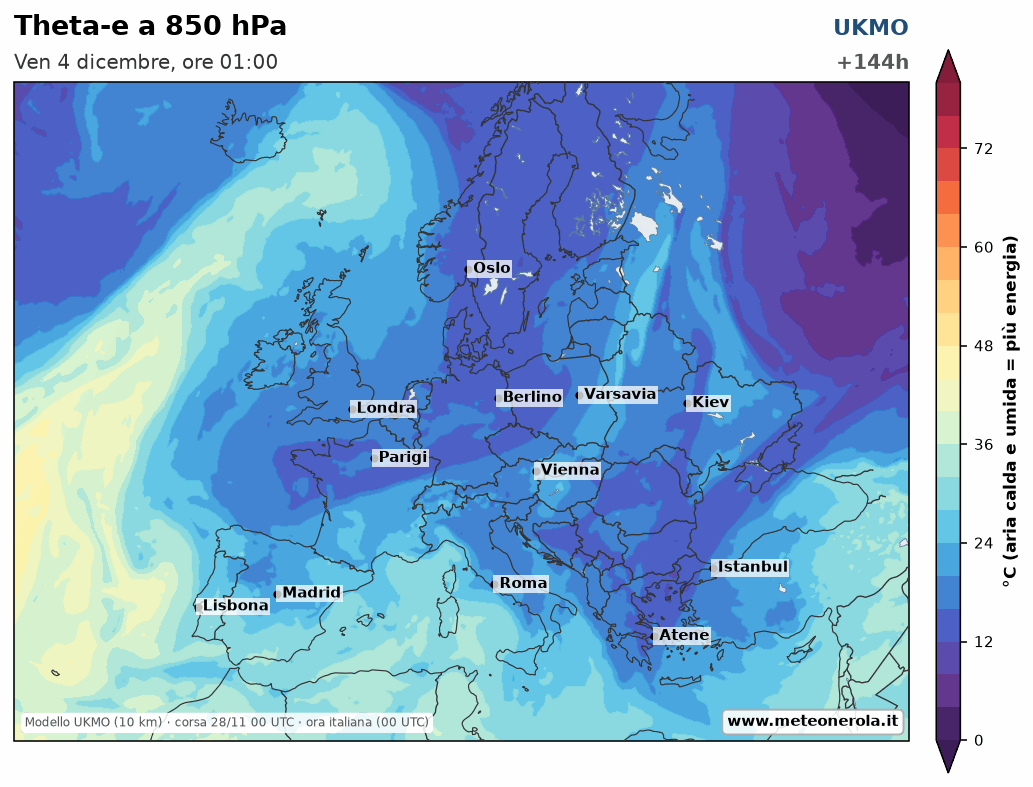 Theta-e a 850 hPa
UKMO
Ven 4 dicembre, ore 01:00
+144h
Oslo
Berlino
Varsavia
Kiev
Londra
Parigi
Vienna
Istanbul
Roma
Madrid
Lisbona
Atene
Modello UKMO (10 km) · corsa 28/11 00 UTC · ora italiana (00 UTC)
www.meteonerola.it
72
60
48
36
24
12
0
°C (aria calda e umida = più energia)